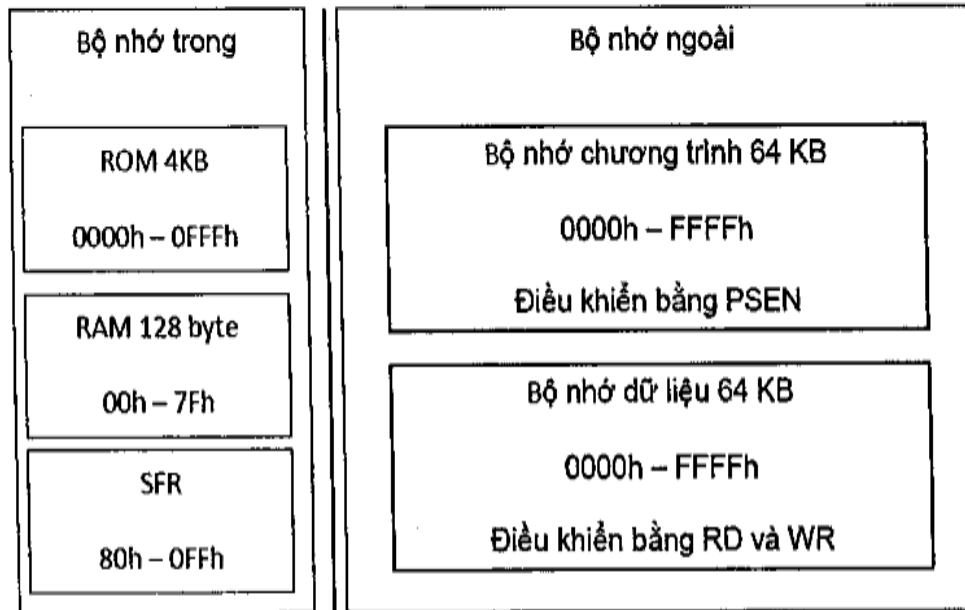 Bộ nhớ trong
ROM 4KB
0000h – 0FFFh
RAM 128 byte
00h – 7Fh
SFR
80h – 0FFh
Bộ nhớ ngoài
Bộ nhớ chương trình 64 KB
0000h – FFFFh
Điều khiển bằng PSEN
Bộ nhớ dữ liệu 64 KB
0000h – FFFFh
Điều khiển bằng RD và WR